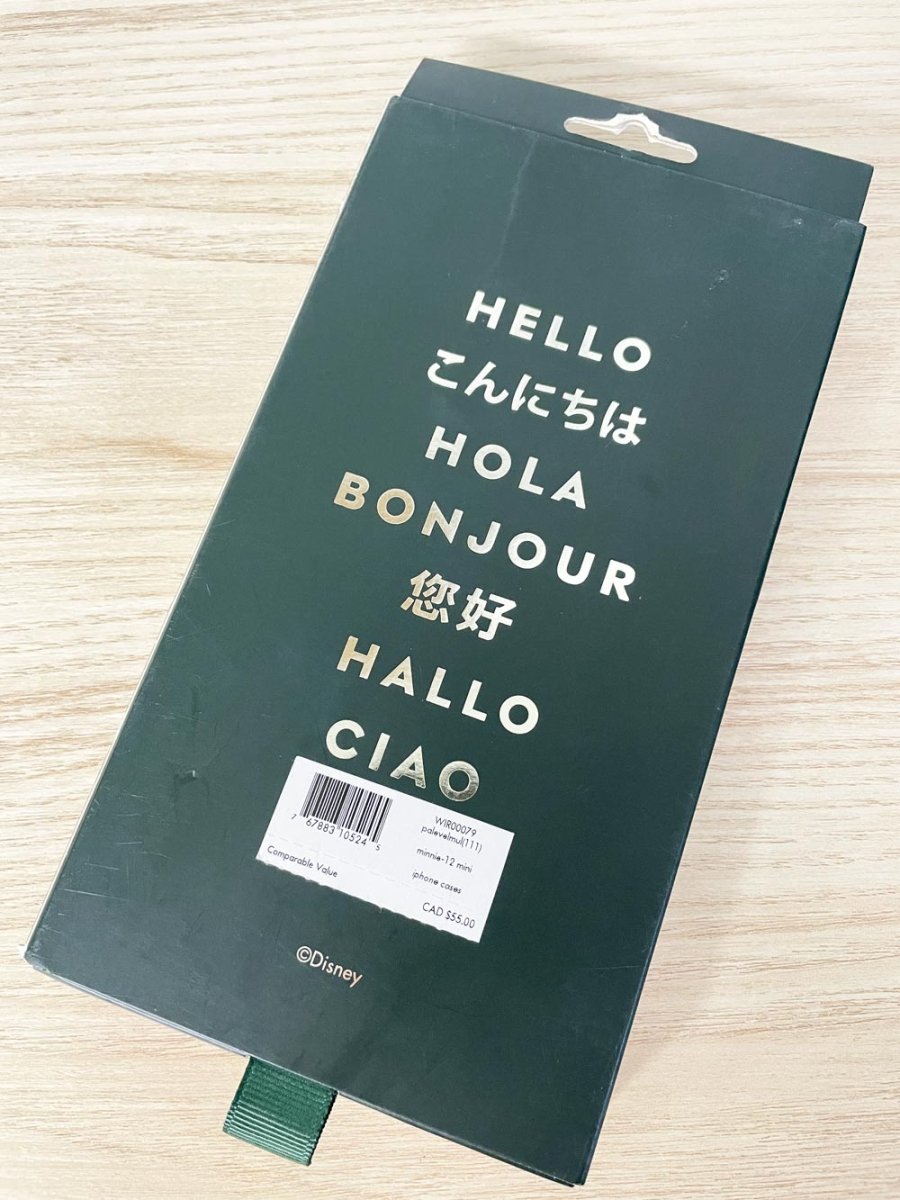 HELLO
こんにちは
HOLA
BONJOUR
您好
HALLO
CIAO
7 67883 10524 5
Comparable Value
WIR00079
palevelmul(111)
minnie-12 mini
iphone cases
CAD $55.00
©Disney